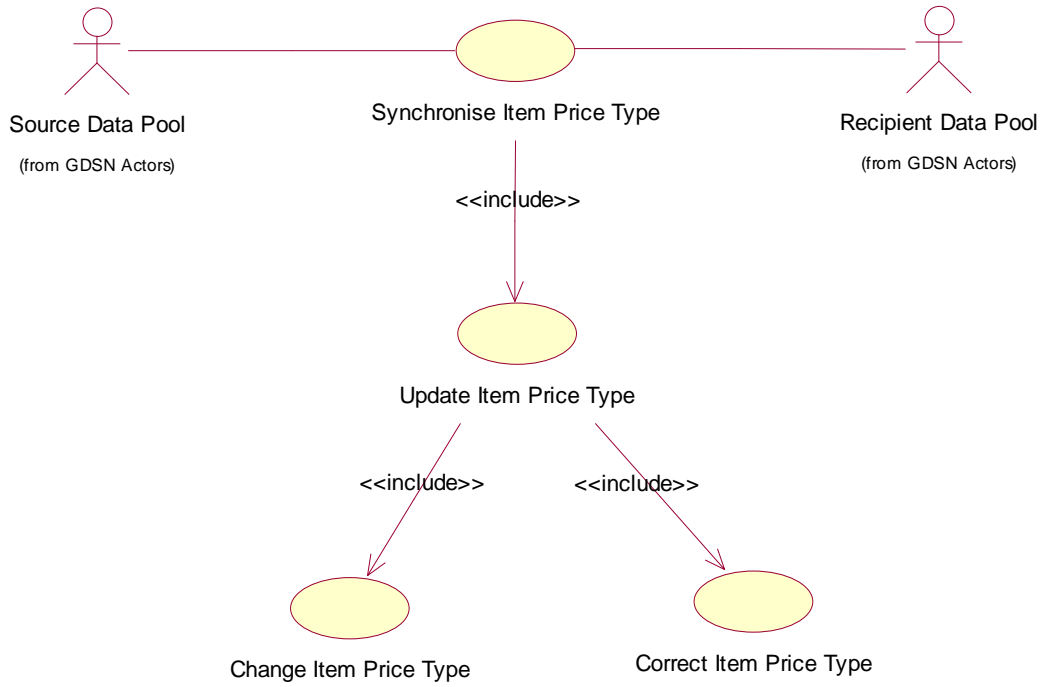 Synchronise Item Price Type
Source Data Pool
(from GDSN Actors)
Recipient Data Pool
(from GDSN Actors)
<<include>>
Update Item Price Type
<<include>>
<<include>>
Change Item Price Type
Correct Item Price Type